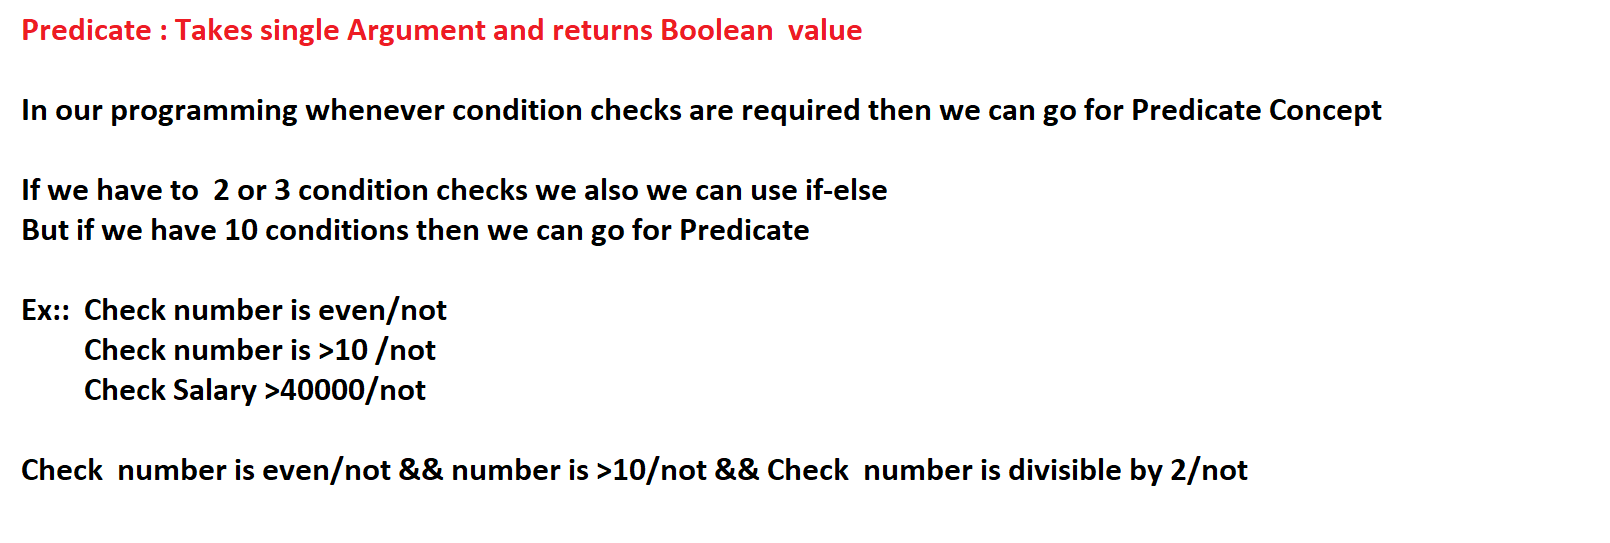 Predicate : Takes single Argument and returns Boolean  value
In our programming whenever condition checks are required then we can go for Predicate Concept
If we have to  2 or 3 condition checks we also we can use if-else
But if we have 10 conditions then we can go for Predicate
Ex::  Check number is even/not
Check number is >10 /not
Check Salary >40000/not
Check  number is even/not && number is >10/not && Check  number is divisible by 2/not